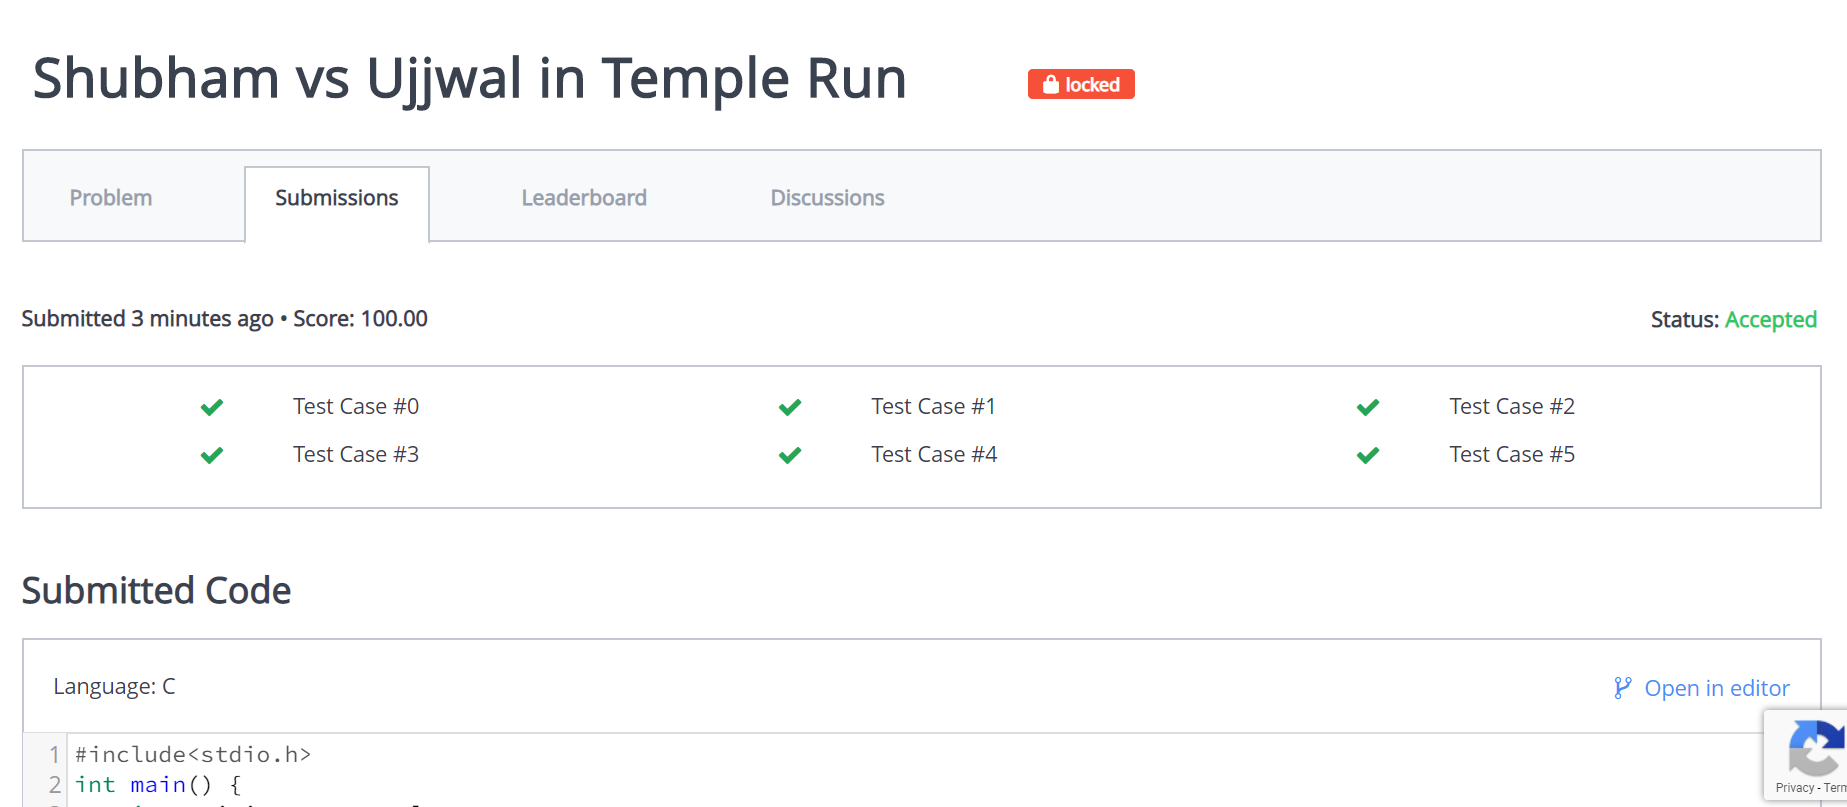 Shubham vs Ujjwal in Temple Run
locked
Problem Submissions Leaderboard Discussions
Submitted 3 minutes ago • Score: 100.00
Status: Accepted
Test Case #0 Test Case #1 Test Case #2
Test Case #3 Test Case #4 Test Case #5
Submitted Code
Language: C
Open in editor
1 #include<stdio.h>
2 int main() {
Privacy - Term